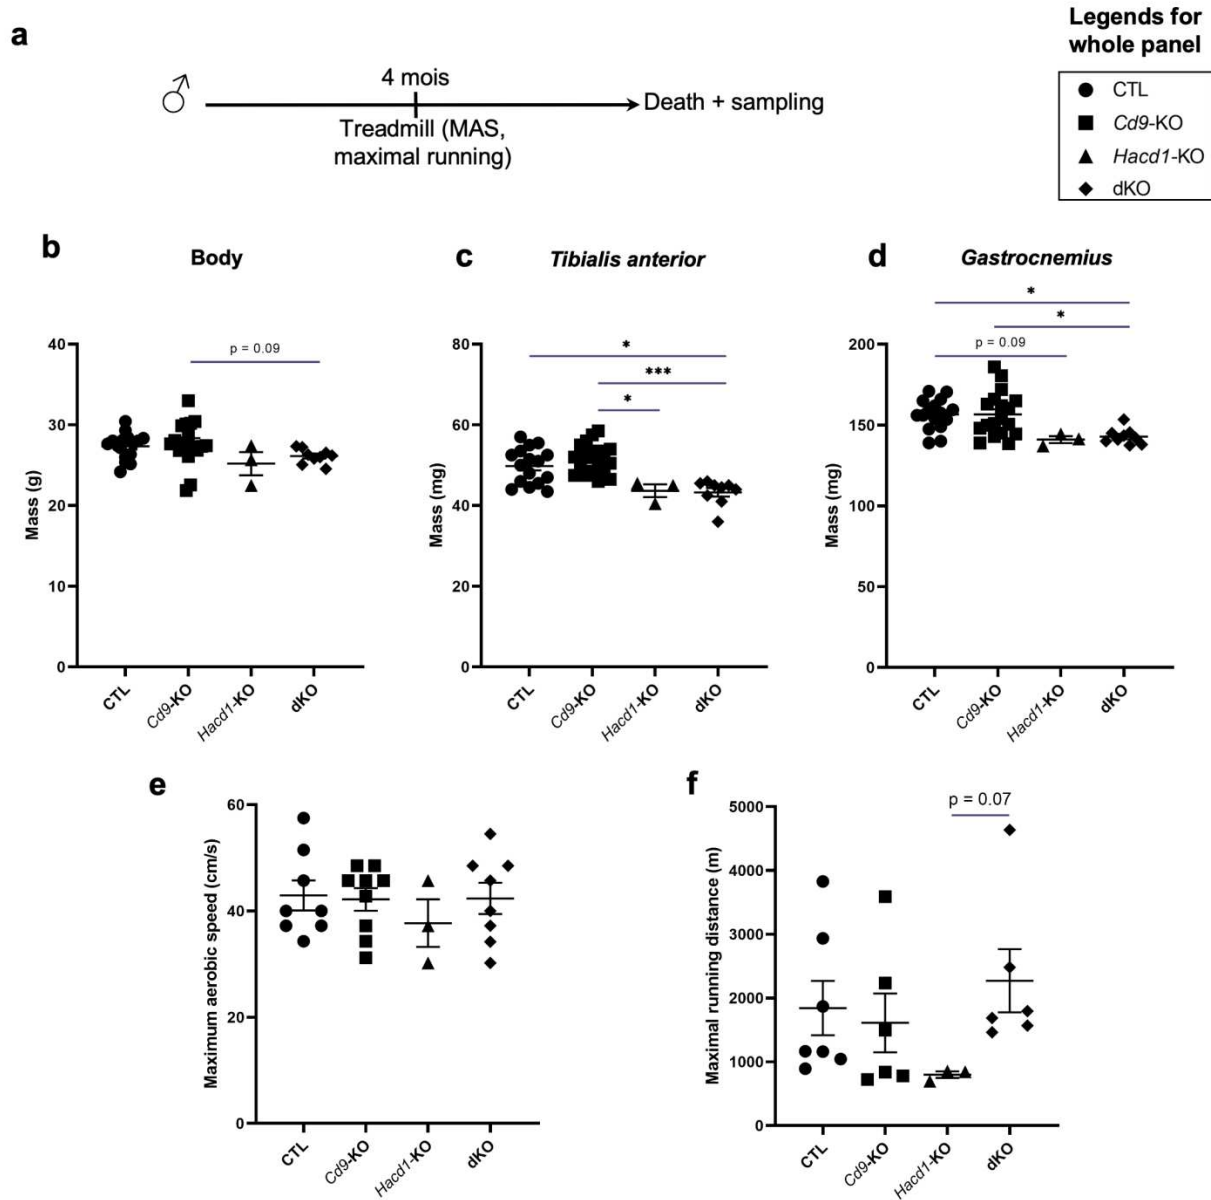 a
Legends for
whole panel
CTL
Cd9-KO
Hacd1-KO
dKO
4 mois
Treadmill (MAS,
maximal running)
Death + sampling
b
Body
p = 0.09
40
30
20
10
0
Mass (g)
CTL
Cd9-KO
Hacd1-KO
dKO
c
Tibialis anterior
*
***
*
80
60
40
20
0
Mass (mg)
CTL
Cd9-KO
Hacd1-KO
dKO
d
Gastrocnemius
*
*
p = 0.09
200
150
100
50
0
Mass (mg)
CTL
Cd9-KO
Hacd1-KO
dKO
e
60
40
20
0
Maximum aerobic speed (cm/s)
CTL
Cd9-KO
Hacd1-KO
dKO
f
p = 0.07
5000
4000
3000
2000
1000
0
Maximal running distance (m)
CTL
Cd9-KO
Hacd1-KO
dKO